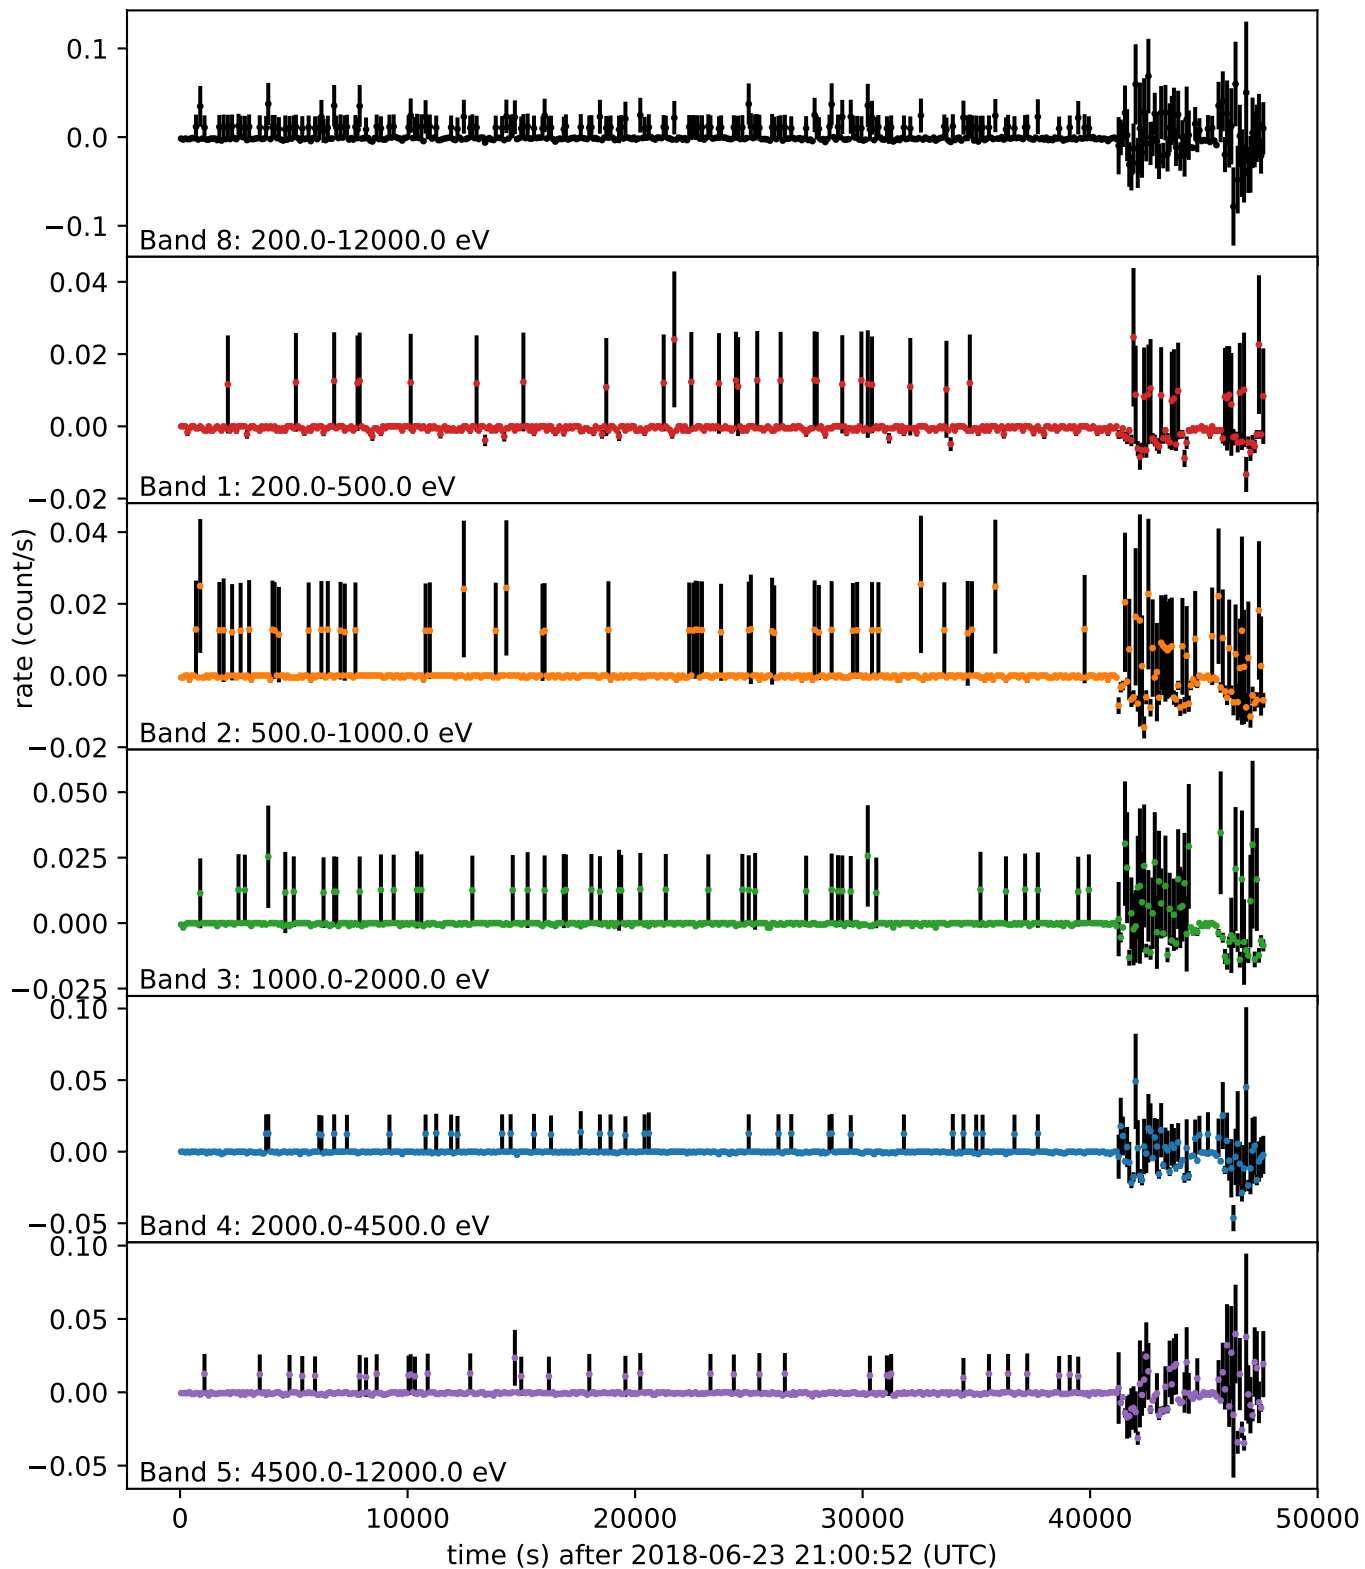 0.1
0.0
−0.1
Band 8: 200.0-12000.0 eV
0.04
0.02
0.00
−0.02
Band 1: 200.0-500.0 eV
0.04
0.02
0.00
−0.02
Band 2: 500.0-1000.0 eV
rate (count/s)
0.050
0.025
0.000
−0.025
Band 3: 1000.0-2000.0 eV
0.10
0.05
0.00
−0.05
Band 4: 2000.0-4500.0 eV
0.10
0.05
0.00
−0.05
Band 5: 4500.0-12000.0 eV
0 10000 20000 30000 40000 50000
time (s) after 2018-06-23 21:00:52 (UTC)